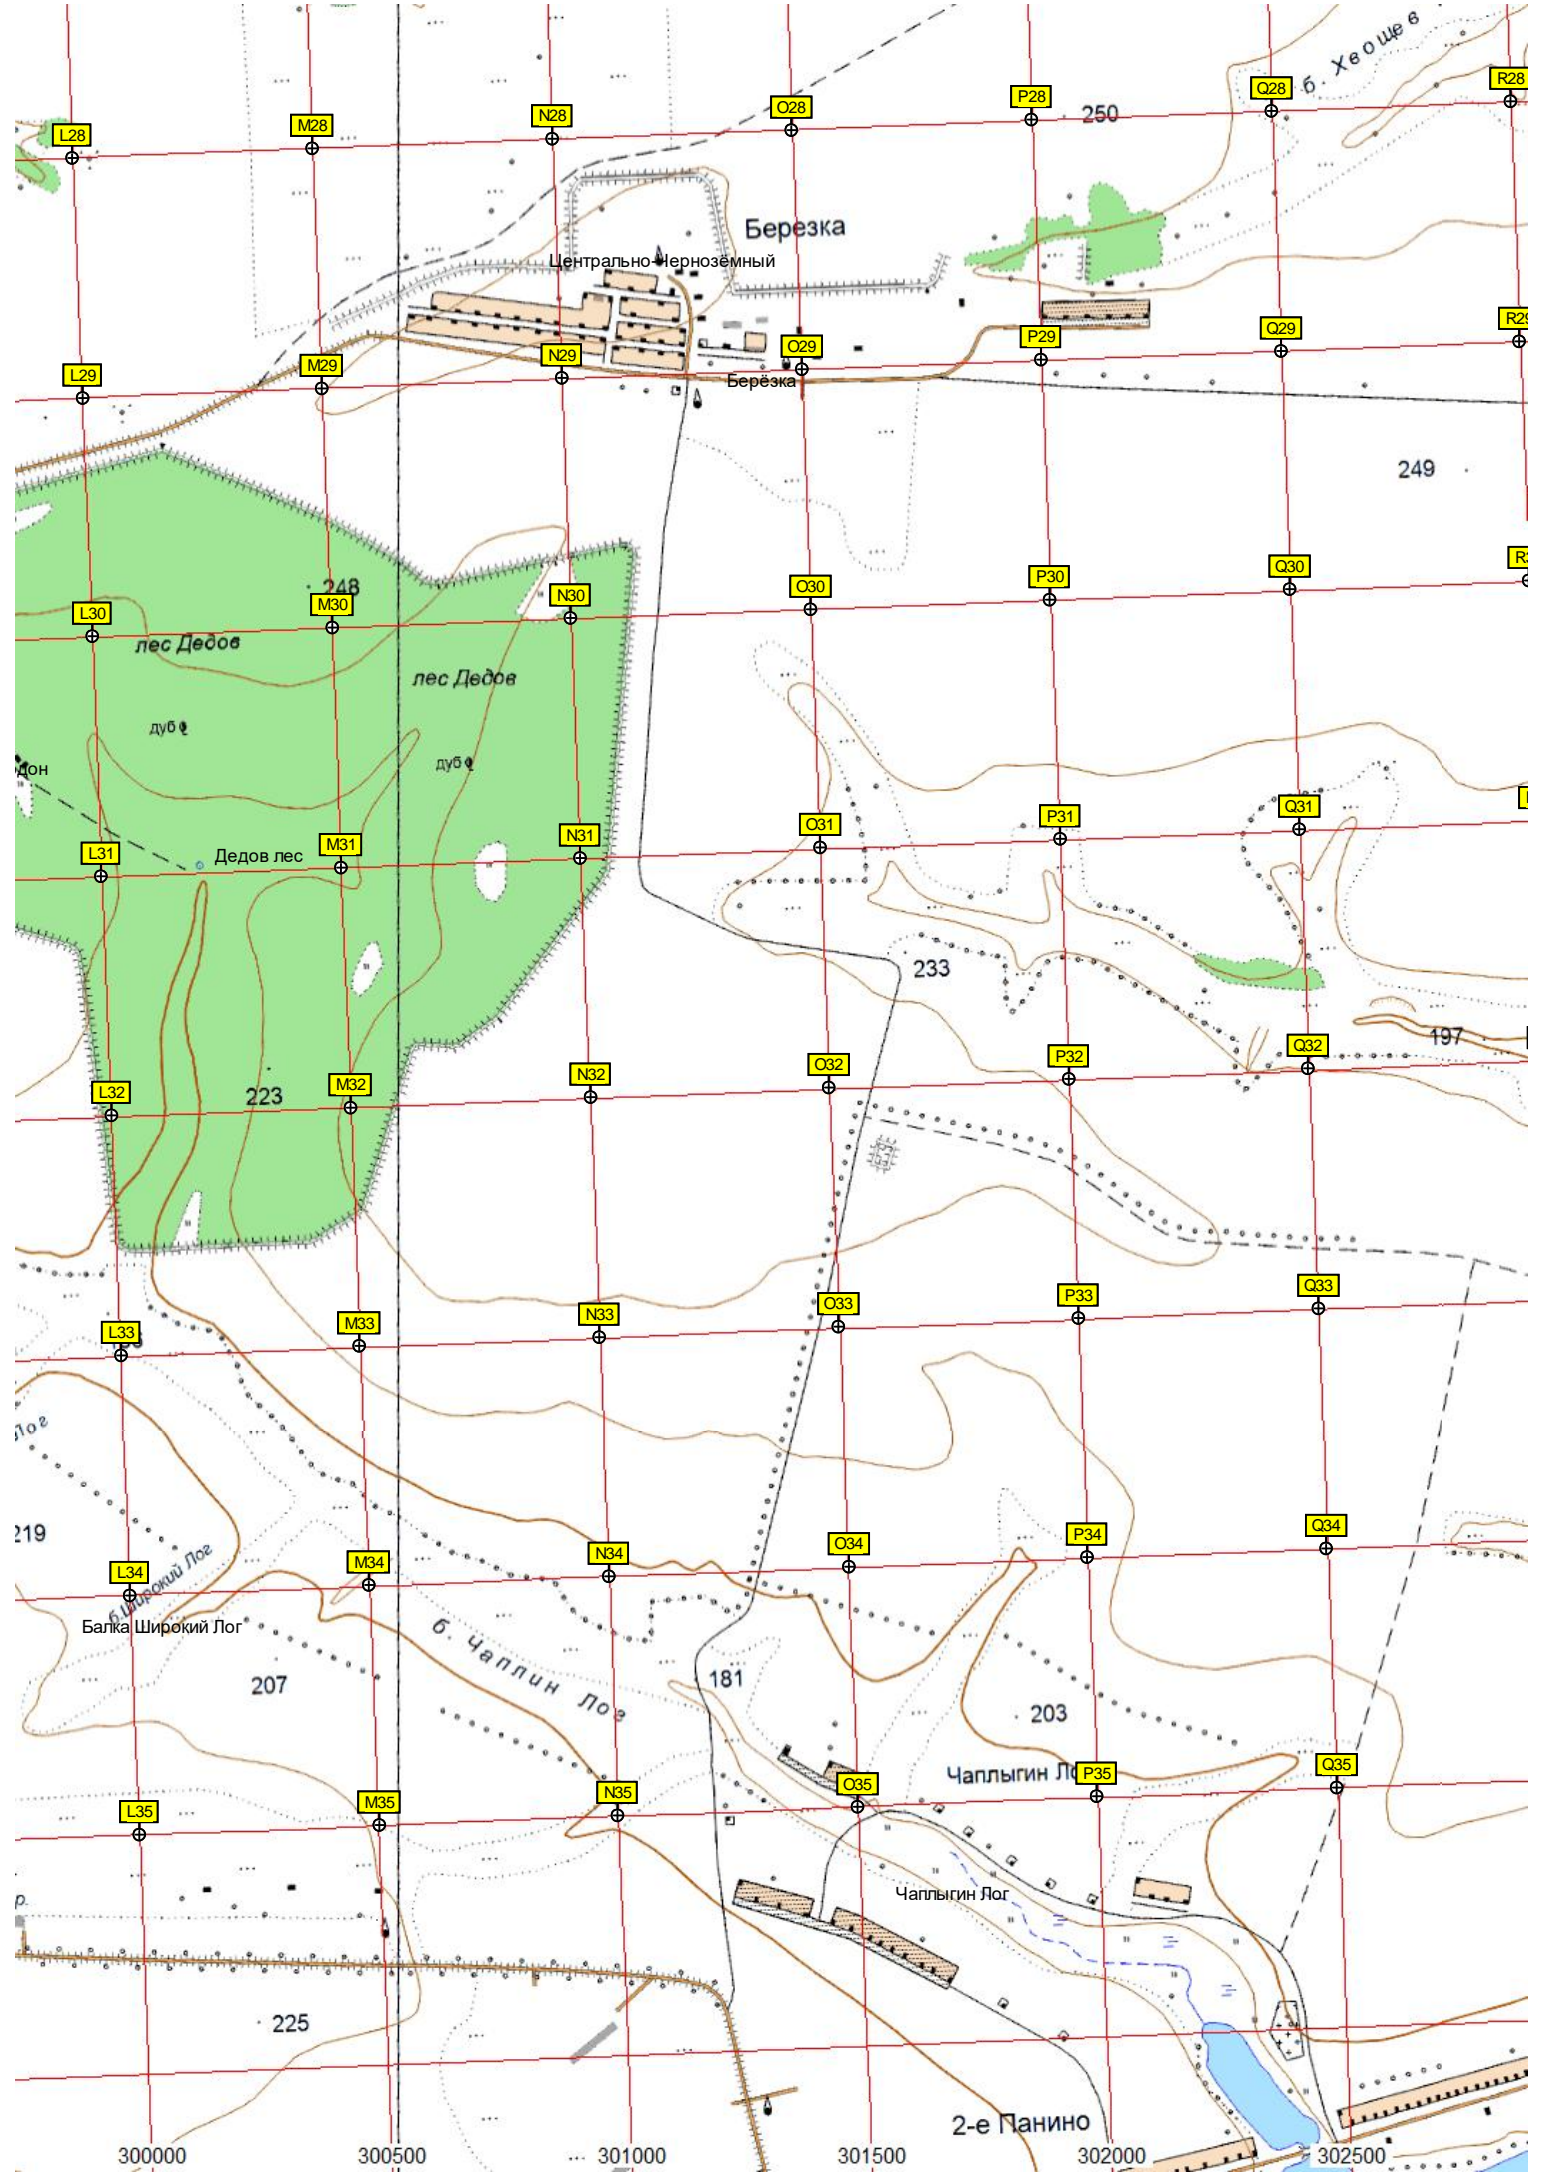 б. Хвощев
R28
Q28
P28
250
O28
N28
M28
L28
Березка
Центрально-Чернозёмный
R29
Q29
P29
O29
N29
M29
L29
Берёзка
249
248
Q30
P30
O30
N30
M30
L30
лес Дедов
лес Дедов
дуб
дуб
дон
Q31
P31
O31
N31
M31
L31
Дедов лес
233
197
Q32
P32
O32
N32
M32
L32
223
Q33
P33
O33
N33
M33
L33
Лог
219
Q34
P34
O34
N34
M34
L34
б.Широкий Лог
Балка Широкий Лог
б. Чаплин Лог
207
181
203
Чаплыгин Ло
Q35
P35
O35
N35
M35
L35
Чаплыгин Лог
р.
225
2-е Панино
300000
300500
301000
301500
302000
302500